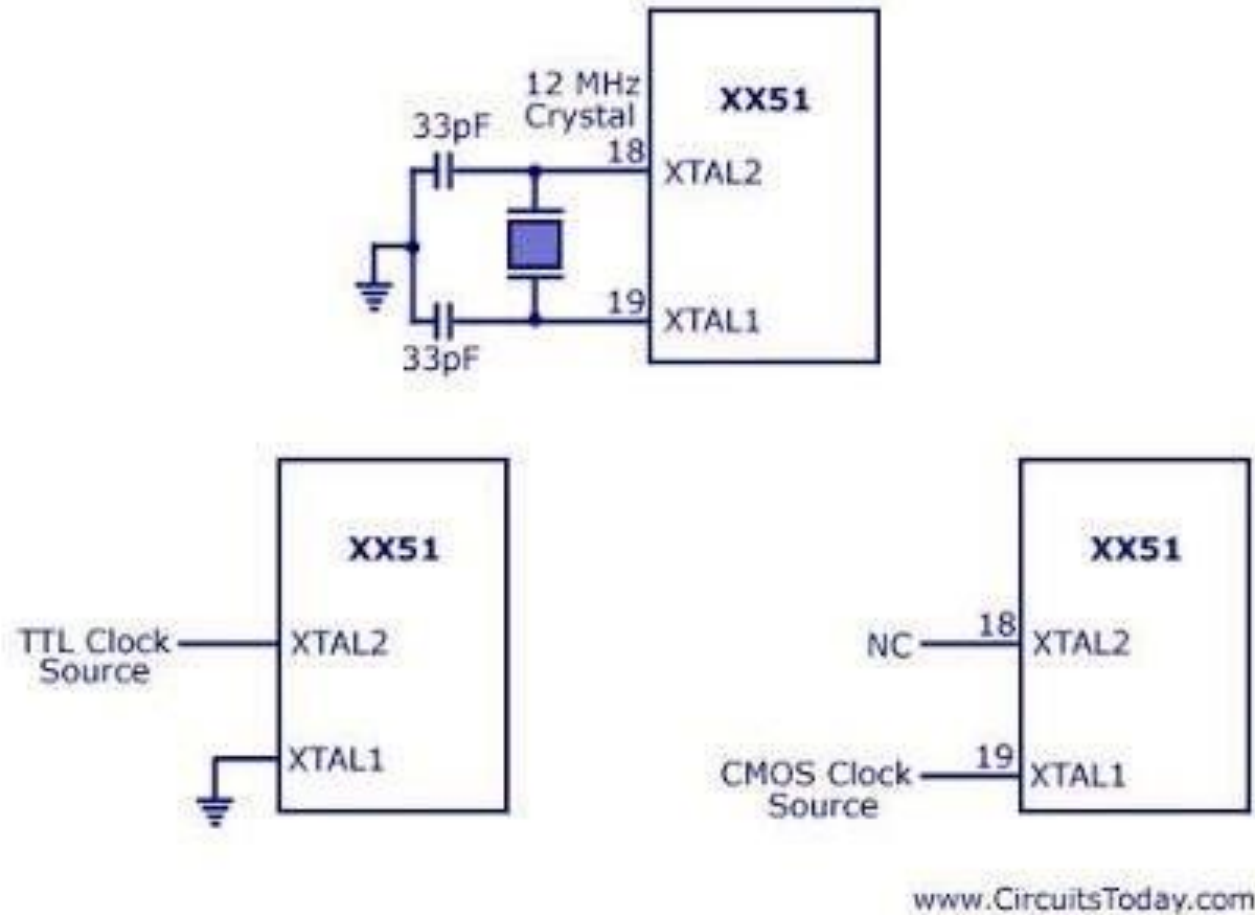 12 MHz
Crystal
XX51
33pF
18
XTAL2
19
XTAL1
33pF
XX51
TTL Clock
Source
XTAL2
XTAL1
XX51
NC
18
XTAL2
CMOS Clock
Source
19
XTAL1
www.CircuitsToday.com